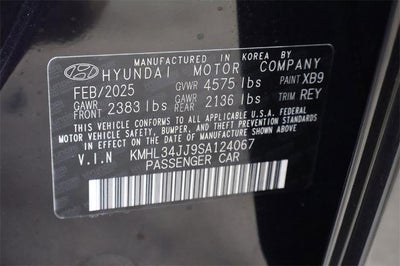 MANUFACTURED IN KOREA BY
HYUNDAI MOTOR COMPANY
FEB/2025 GVWR 4575 lbs PAINT XB9
GAWR FRONT 2383 lbs GAWR REAR 2136 lbs TRIM REY
THIS VEHICLE CONFORMS TO ALL APPLICABLE U.S.A FEDERAL
MOTOR VEHICLE SAFETY, BUMPER, AND THEFT PREVENTION STANDARDS
IN EFFECT ON THE DATE OF MANUFACTURE SHOWN ABOVE.
V.I.N KMHL34JJ9SA124067
PASSENGER CAR